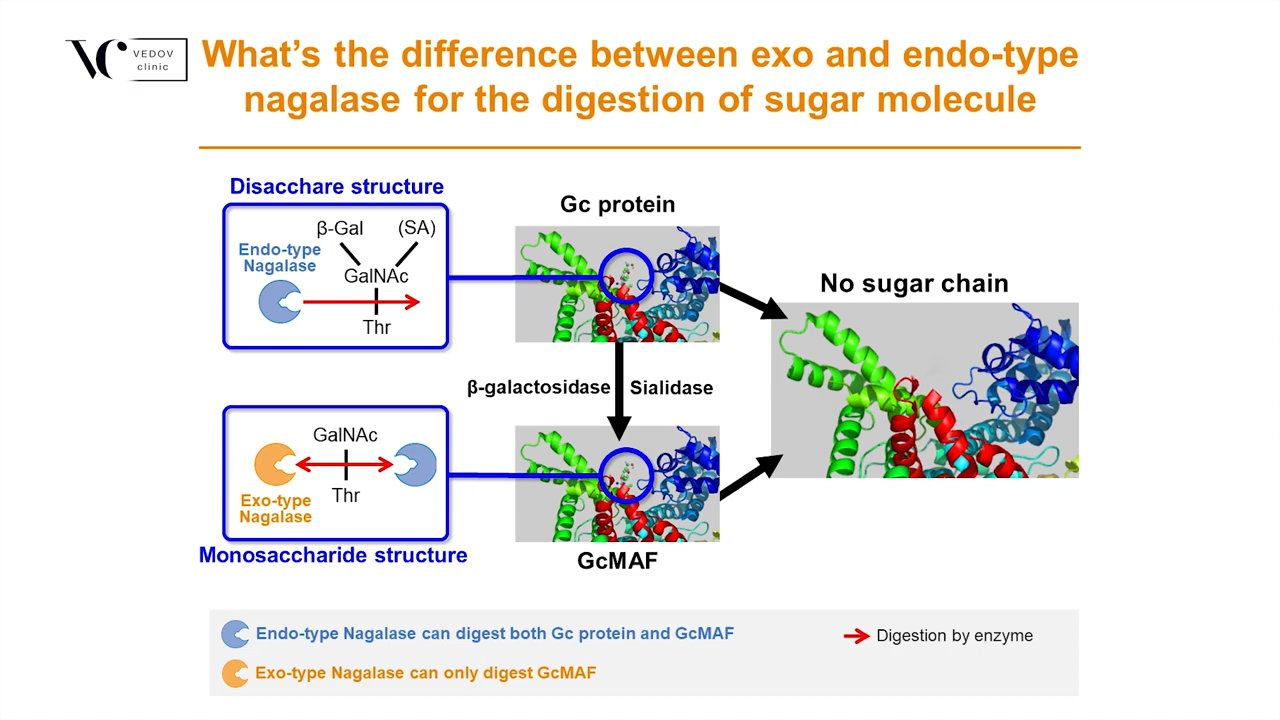 VC VEDOV
clinic
What's the difference between exo and endo-type
nagalase for the digestion of sugar molecule
Disacchare structure
β-Gal (SA)
Endo-type
Nagalase
GalNAc
Thr
Gc protein
No sugar chain
β-galactosidase Sialidase
GalNAc
Thr
Exo-type
Nagalase
Monosaccharide structure
GcMAF
Endo-type Nagalase can digest both Gc protein and GcMAF
Digestion by enzyme
Exo-type Nagalase can only digest GcMAF